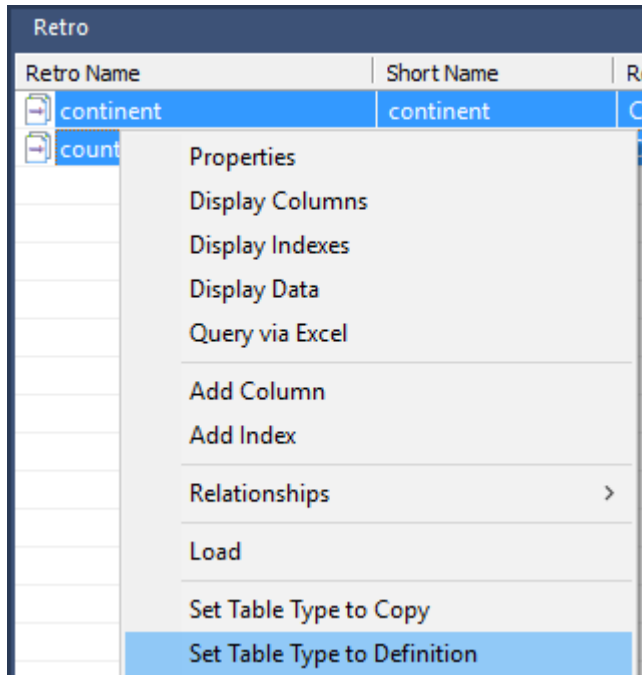 Retro
Retro Name Short Name
continent continent
Properties
Display Columns
Display Indexes
Display Data
Query via Excel
Add Column
Add Index
Relationships
Load
Set Table Type to Copy
Set Table Type to Definition